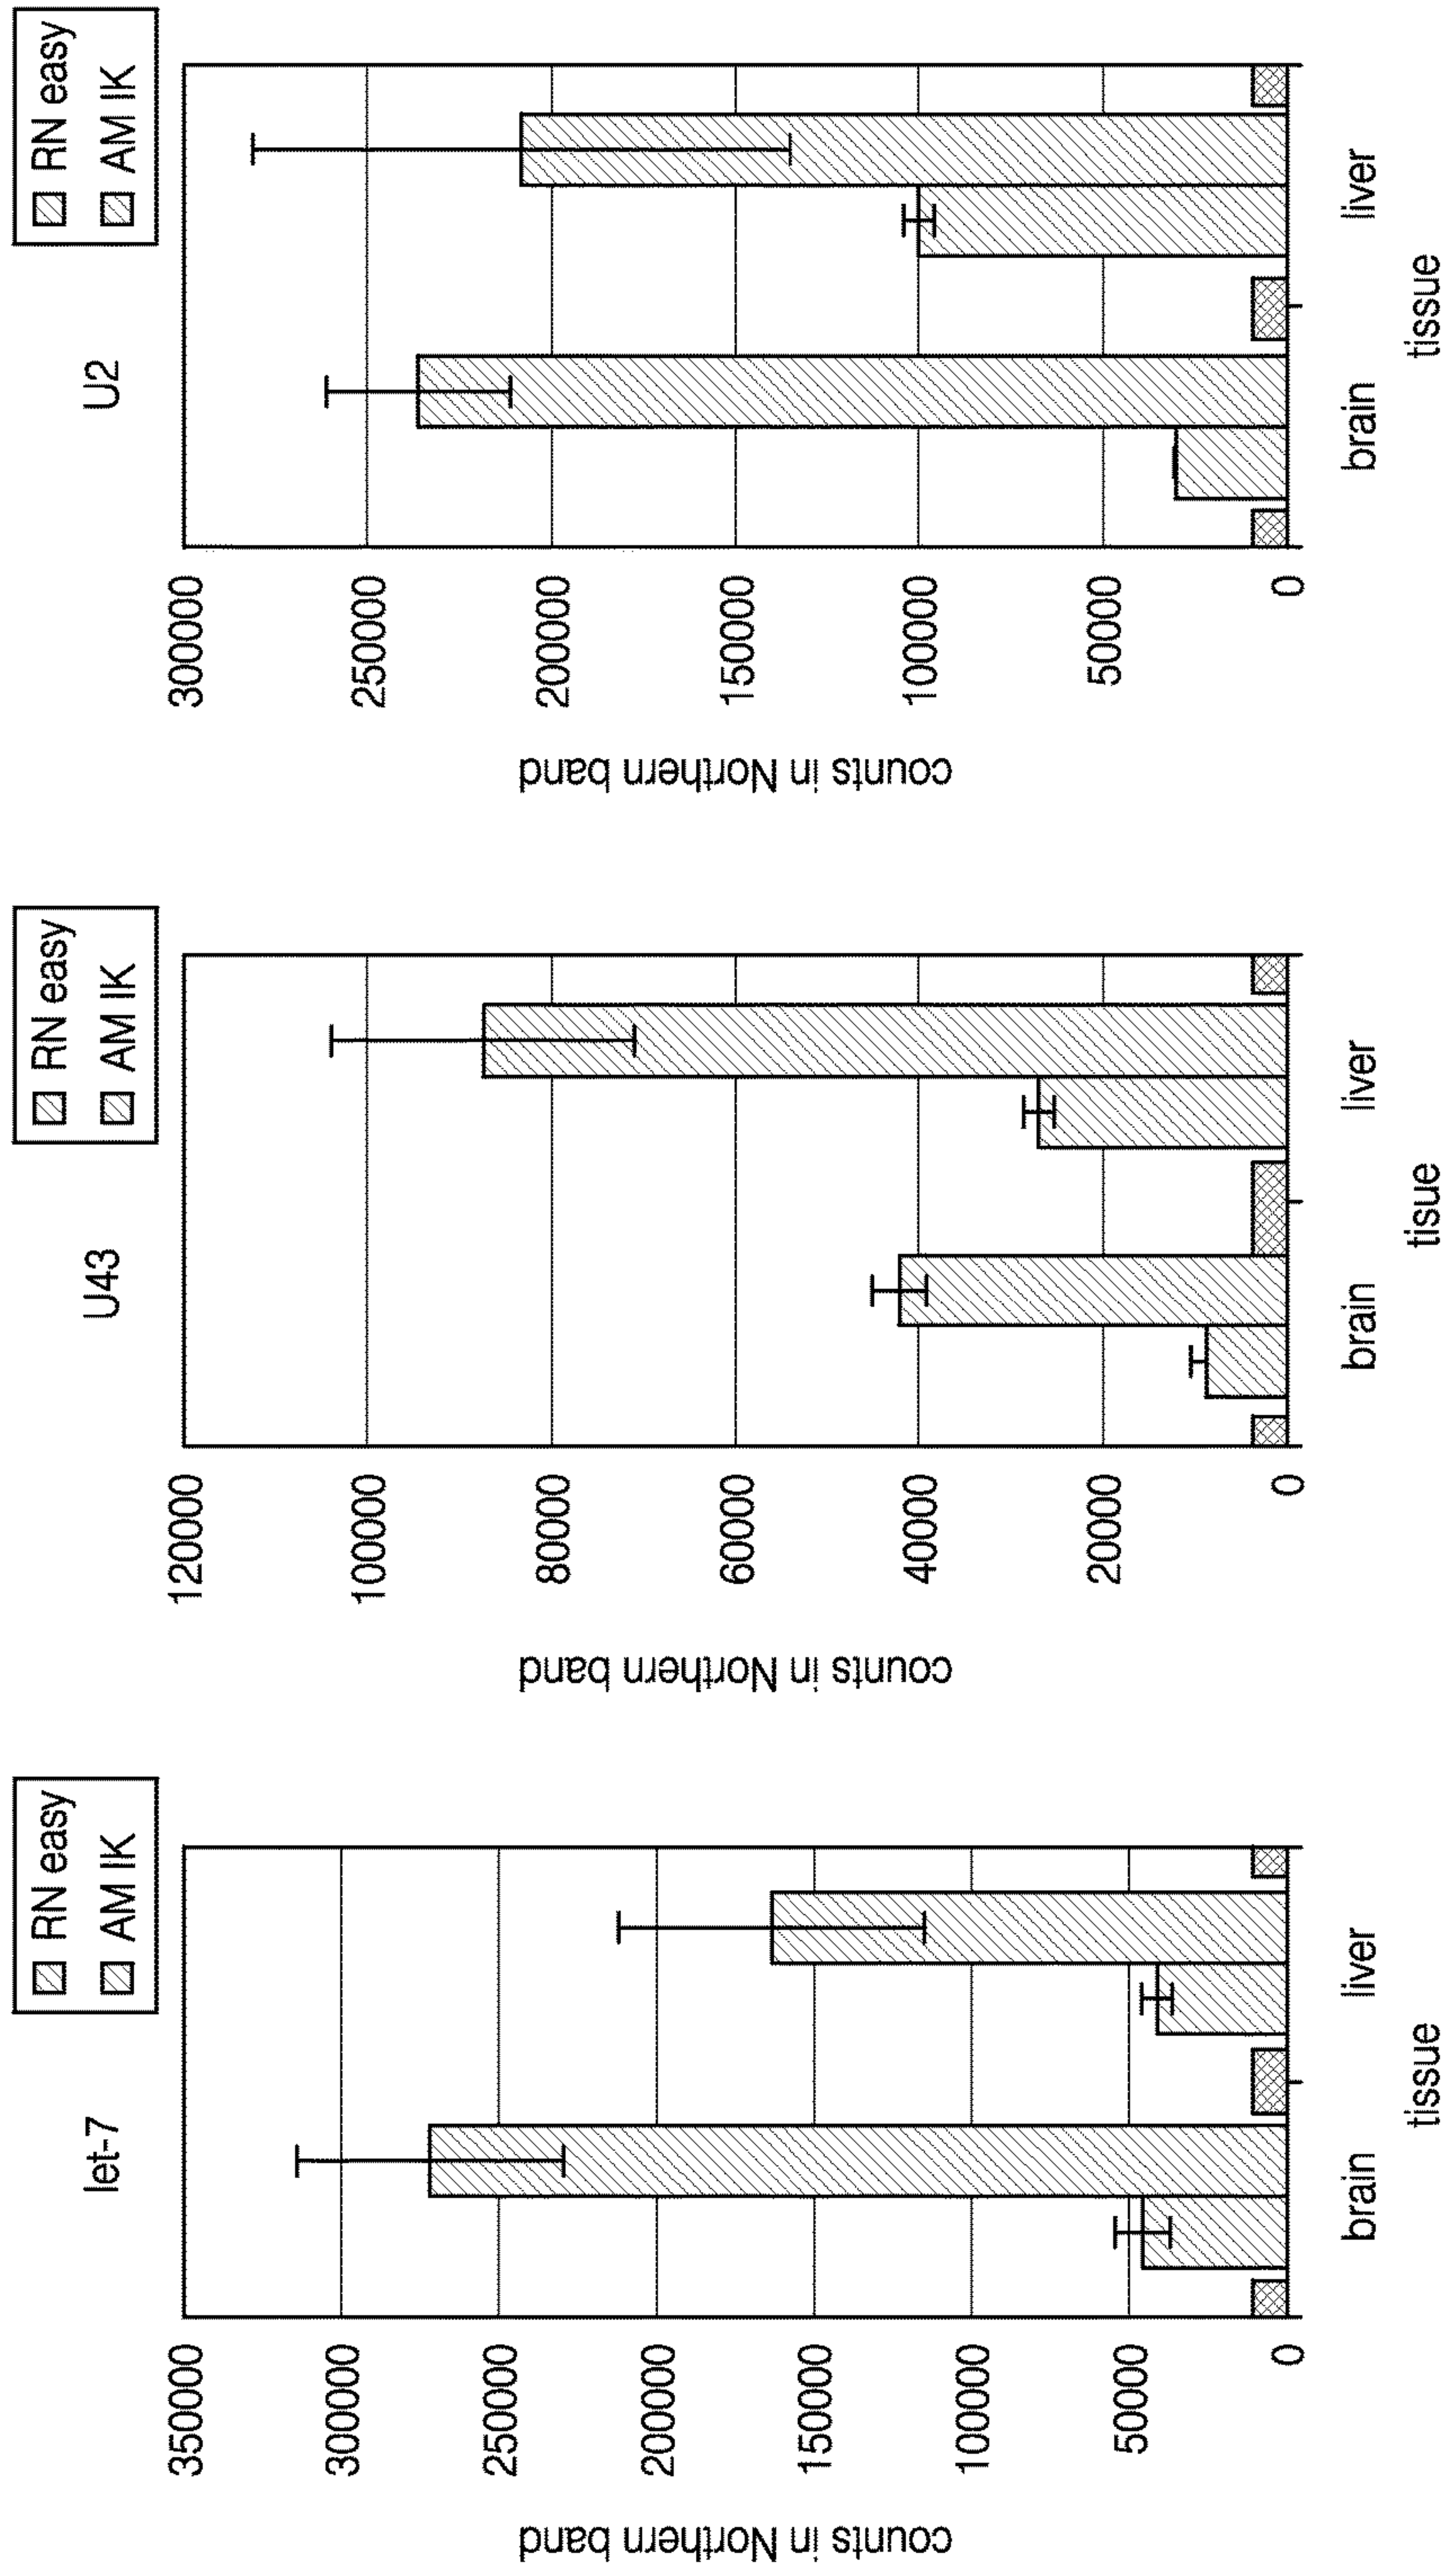 let-7
RN easy
AM IK
counts in Northern band
350000
300000
250000
200000
150000
100000
50000
0
brain liver
tissue
U43
RN easy
AM IK
counts in Northern band
120000
100000
80000
60000
40000
20000
0
brain liver
tisue
U2
RN easy
AM IK
counts in Northern band
300000
250000
200000
150000
100000
50000
0
brain liver
tissue